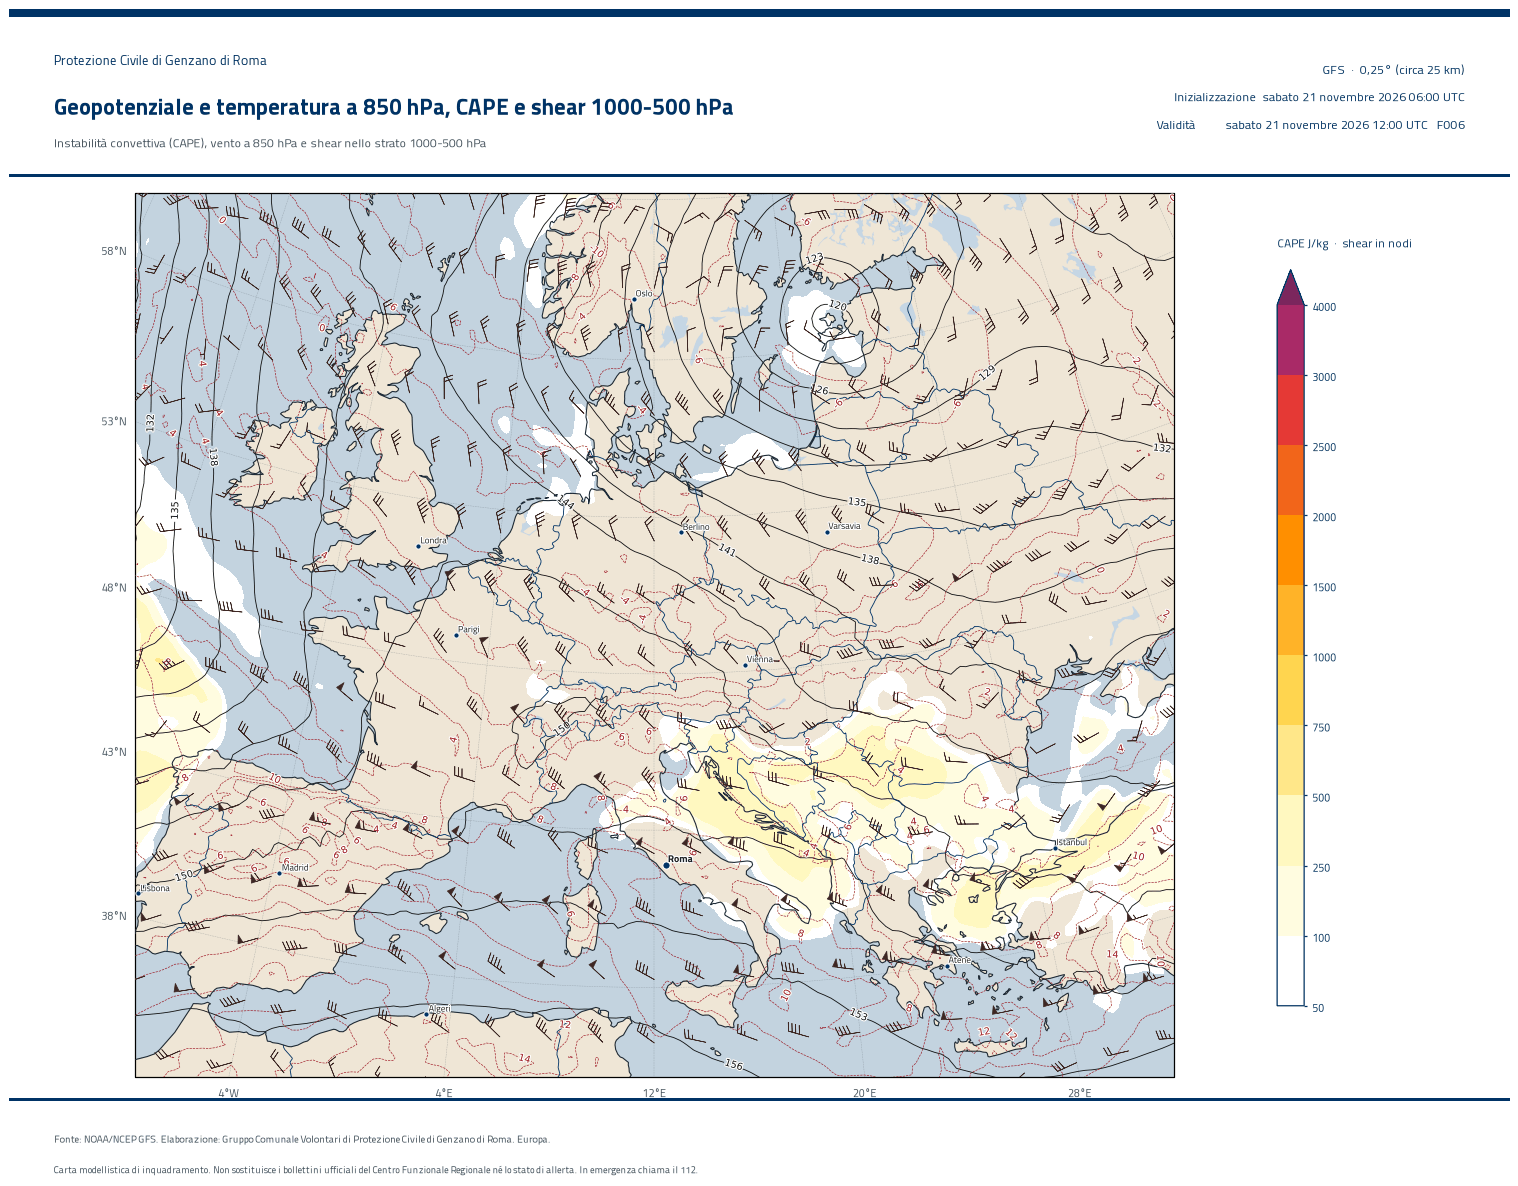 Protezione Civile di Genzano di Roma
Geopotenziale e temperatura a 850 hPa, CAPE e shear 1000-500 hPa
Instabilità convettiva (CAPE), vento a 850 hPa e shear nello strato 1000-500 hPa
GFS · 0,25° (circa 25 km)
Inizializzazione sabato 21 novembre 2026 06:00 UTC
Validità sabato 21 novembre 2026 12:00 UTC F006
CAPE J/kg · shear in nodi
4000
3000
2500
2000
1500
1000
750
500
250
100
50
58°N
53°N
48°N
43°N
38°N
4°W
4°E
12°E
20°E
28°E
Oslo
Londra
Berlino
Varsavia
Parigi
Vienna
Roma
Madrid
Lisbona
Istanbul
Atene
Algeri
123
120
126
129
132
132
138
135
144
135
141
138
150
153
156
Fonte: NOAA/NCEP GFS. Elaborazione: Gruppo Comunale Volontari di Protezione Civile di Genzano di Roma. Europa.
Carta modellistica di inquadramento. Non sostituisce i bollettini ufficiali del Centro Funzionale Regionale né lo stato di allerta. In emergenza chiama il 112.